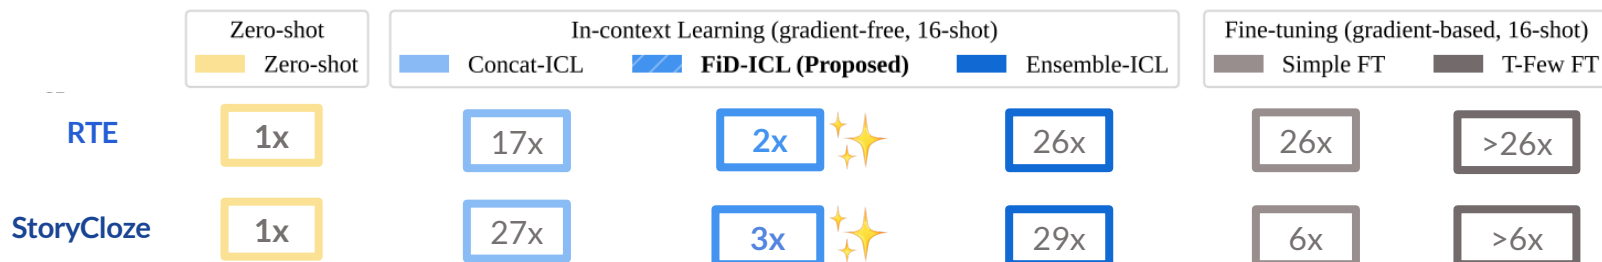 Zero-shot In-context Learning (gradient-free, 16-shot) Fine-tuning (gradient-based, 16-shot)
Zero-shot Concat-ICL FiD-ICL (Proposed) Ensemble-ICL Simple FT T-Few FT
RTE 1x 17x 2x 26x 26x >26x
StoryCloze 1x 27x 3x 29x 6x >6x